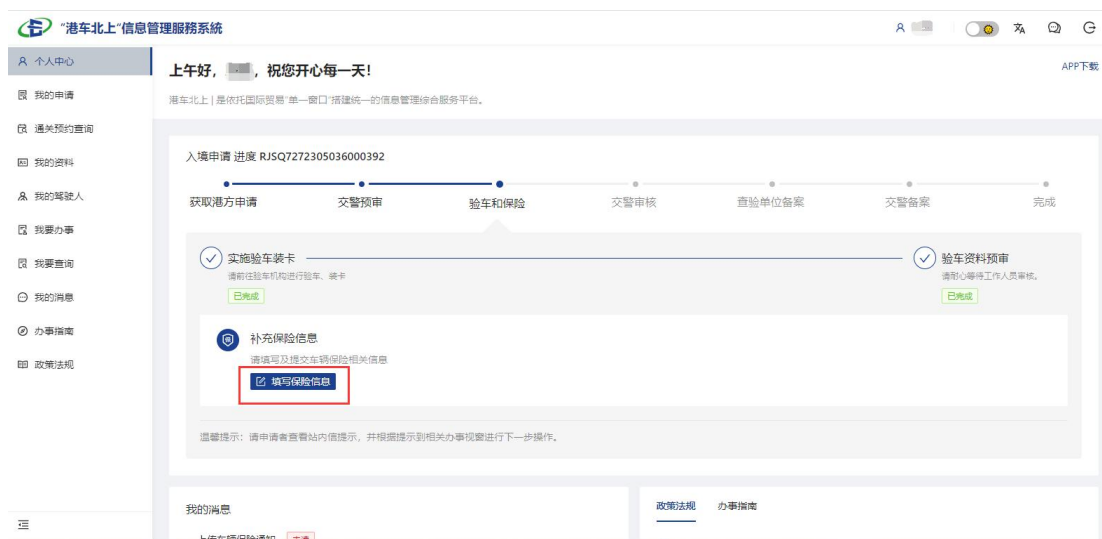 “港车北上”信息管理服務系統
个人中心
我的申请
通关预约查询
我的资料
我的驾驶人
我要办事
我要查询
我的消息
办事指南
政策法规
上午好, ，祝您开心每一天！
APP下载
港车北上 | 是依托国际贸易“单一窗口”搭建统一的信息管理综合服务平台。
入境申请 进度 RJSQ7272305036000392
获取港方申请 交警预审 验车和保险 交警审核 查验单位备案 交警备案 完成
实施验车装卡 验车资料预审
请前往验车机构进行验车、装卡 请耐心等待工作人员审核。
已完成 已完成
补充保险信息
请填写及提交车辆保险相关信息
填写保险信息
温馨提示：请申请者查看站内信提示，并根据提示到相关办事视窗进行下一步操作。
我的消息 政策法规 办事指南
上传车辆保险通知